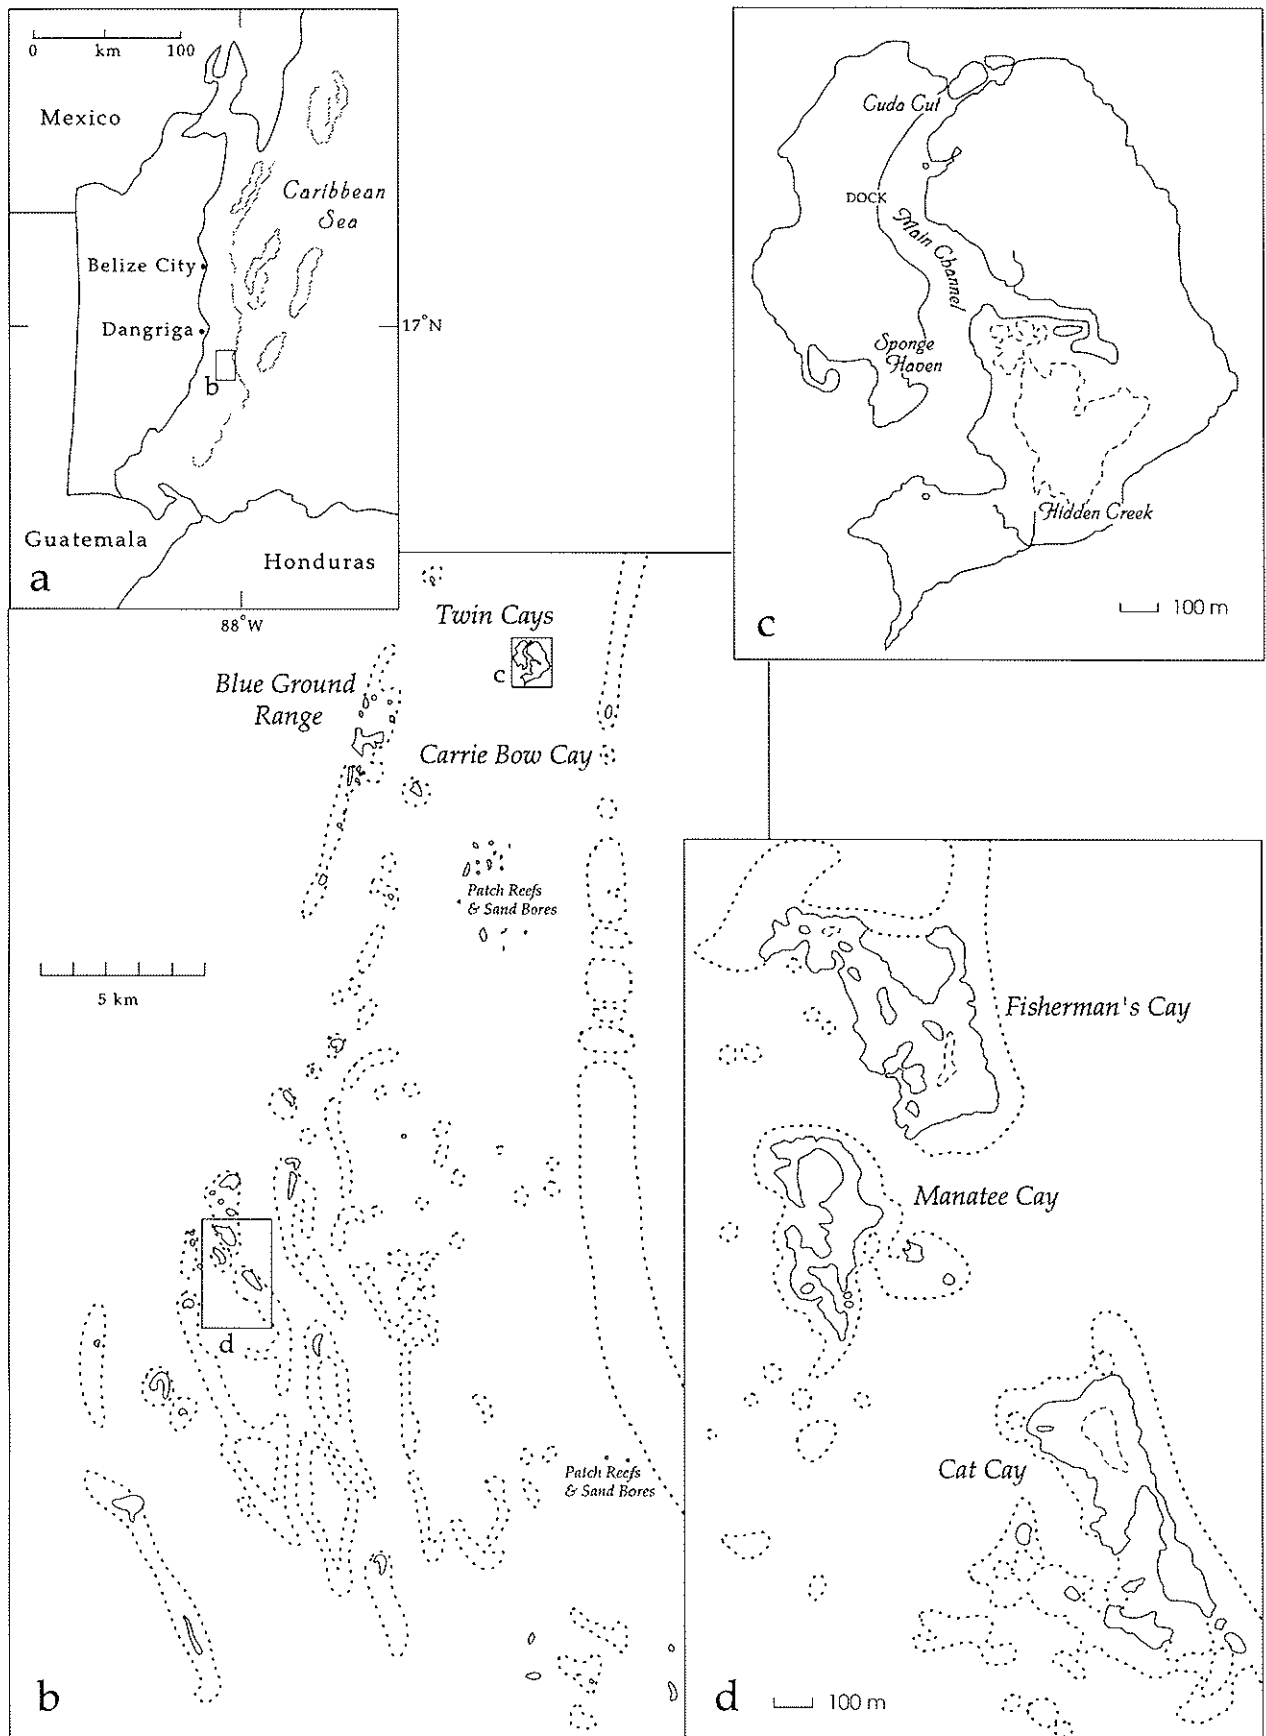 0 km 100
Mexico
Caribbean
Sea
Belize City
Dangriga
17°N
b
Guatemala
Honduras
a
88°W
Cuda Cut
DOCK
Main Channel
Sponge
Haven
Hidden Creek
c
100 m
Twin Cays
c
Blue Ground
Range
Carrie Bow Cay
Patch Reefs
& Sand Bores
5 km
d
Patch Reefs
& Sand Bores
b
Fisherman's Cay
Manatee Cay
Cat Cay
d
100 m